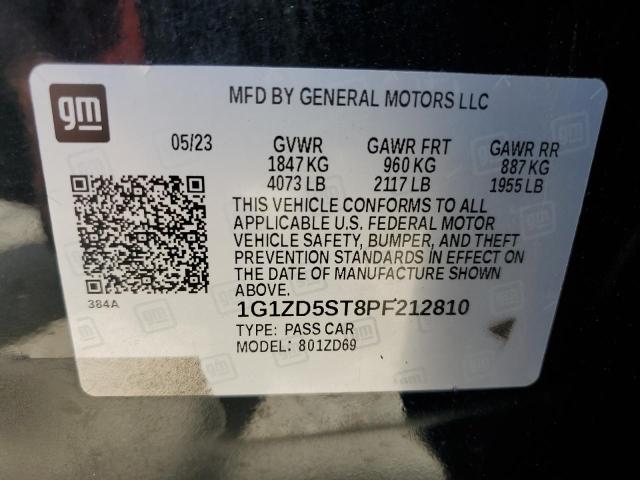 gm
MFD BY GENERAL MOTORS LLC
05/23 GVWR GAWR FRT GAWR RR
1847 KG 960 KG 887 KG
4073 LB 2117 LB 1955 LB
THIS VEHICLE CONFORMS TO ALL
APPLICABLE U.S. FEDERAL MOTOR
VEHICLE SAFETY, BUMPER, AND THEFT
PREVENTION STANDARDS IN EFFECT ON
THE DATE OF MANUFACTURE SHOWN
ABOVE.
384A
1G1ZD5ST8PF212810
TYPE: PASS CAR
MODEL: 801ZD69